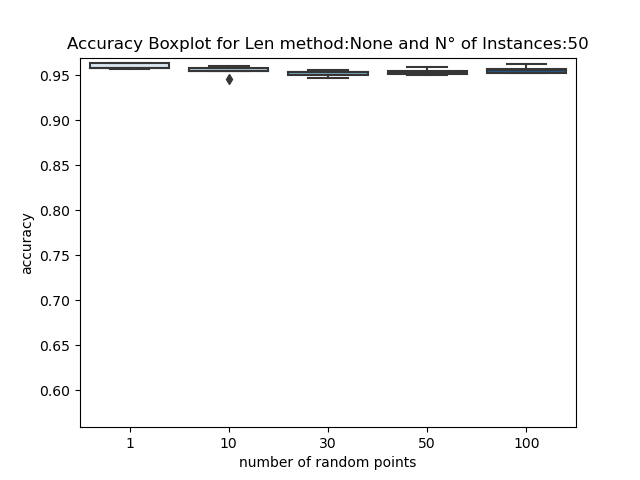 Accuracy Boxplot for Len method:None and N° of Instances:50
0.95
0.90
0.85
0.80
0.75
0.70
0.65
0.60
accuracy
1 10 30 50 100
number of random points